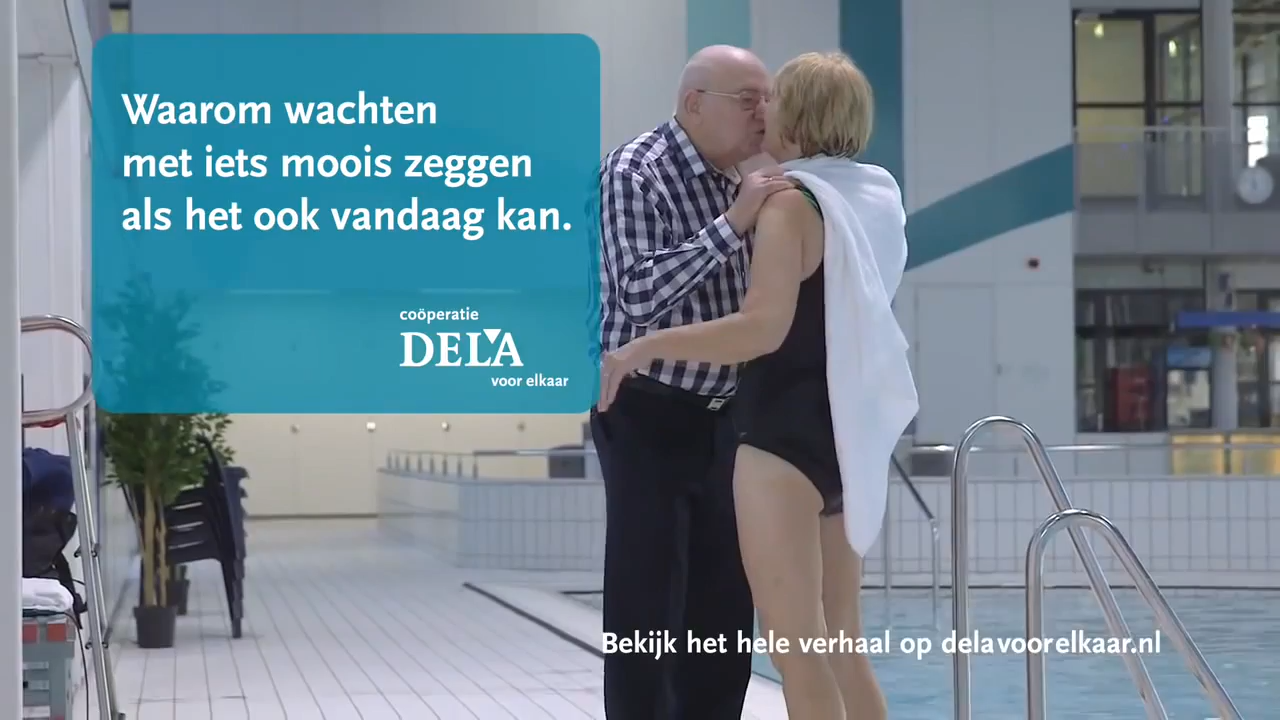 Waarom wachten
met iets moois zeggen
als het ook vandaag kan.
coöperatie
DELA
voor elkaar
Bekijk het hele verhaal op delavoorelkaar.nl